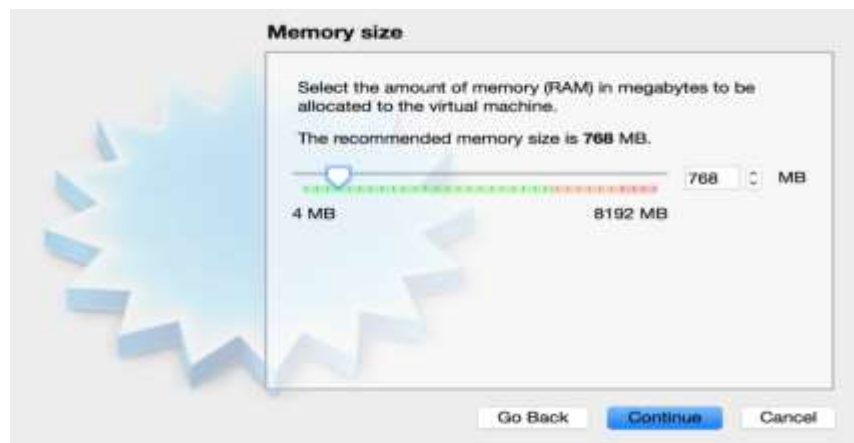 Memory size
Select the amount of memory (RAM) in megabytes to be
allocated to the virtual machine.
The recommended memory size is 768 MB.
768 MB
4 MB 8192 MB
Go Back Continue Cancel